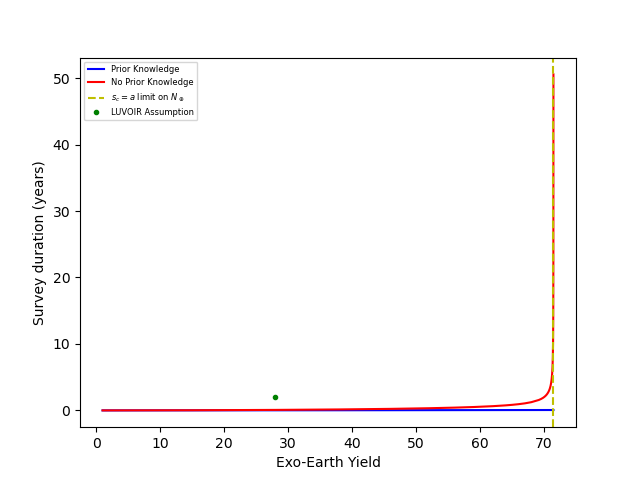 Prior Knowledge
No Prior Knowledge
s_c = a limit on N_⊕
LUVOIR Assumption
50
40
30
20
10
0
Survey duration (years)
0 10 20 30 40 50 60 70
Exo-Earth Yield